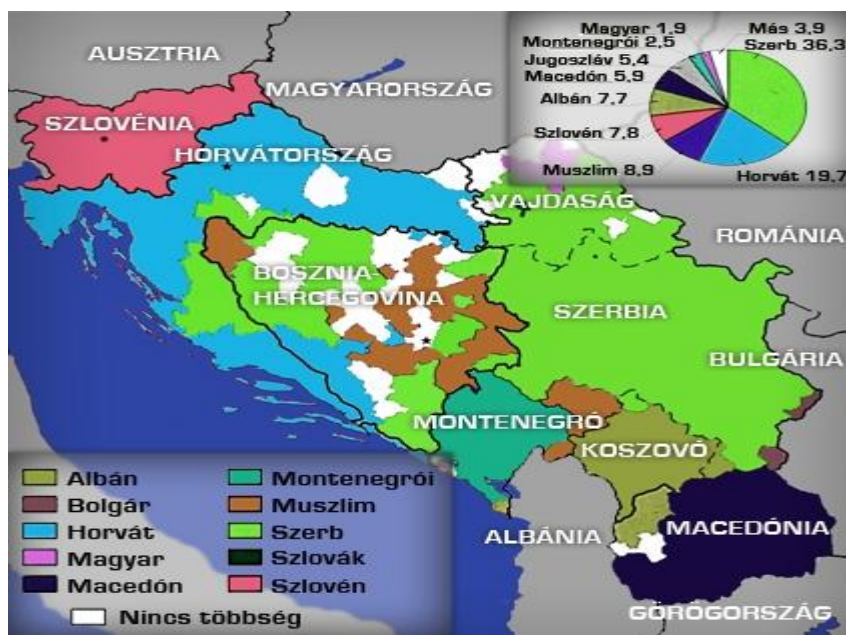 Magyar 1,9
Más 3,9
Montenegrói 2,5
Szerb 36,3
Jugoszláv 5,4
Macedón 5,9
Albán 7,7
Szlovén 7,8
Muszlim 8,9
Horvát 19,7
AUSZTRIA
MAGYARORSZÁG
SZLOVÉNIA
HORVÁTORSZÁG
VAJDASÁG
ROMÁNIA
BOSZNIA-
HERCEGOVINA
SZERBIA
BULGÁRIA
MONTENEGRÓ
KOSZOVÓ
ALBÁNIA
MACEDÓNIA
GÖRÖGORSZÁG
Albán
Bolgár
Horvát
Magyar
Macedón
Montenegrói
Muszlim
Szerb
Szlovák
Szlovén
Nincs többség